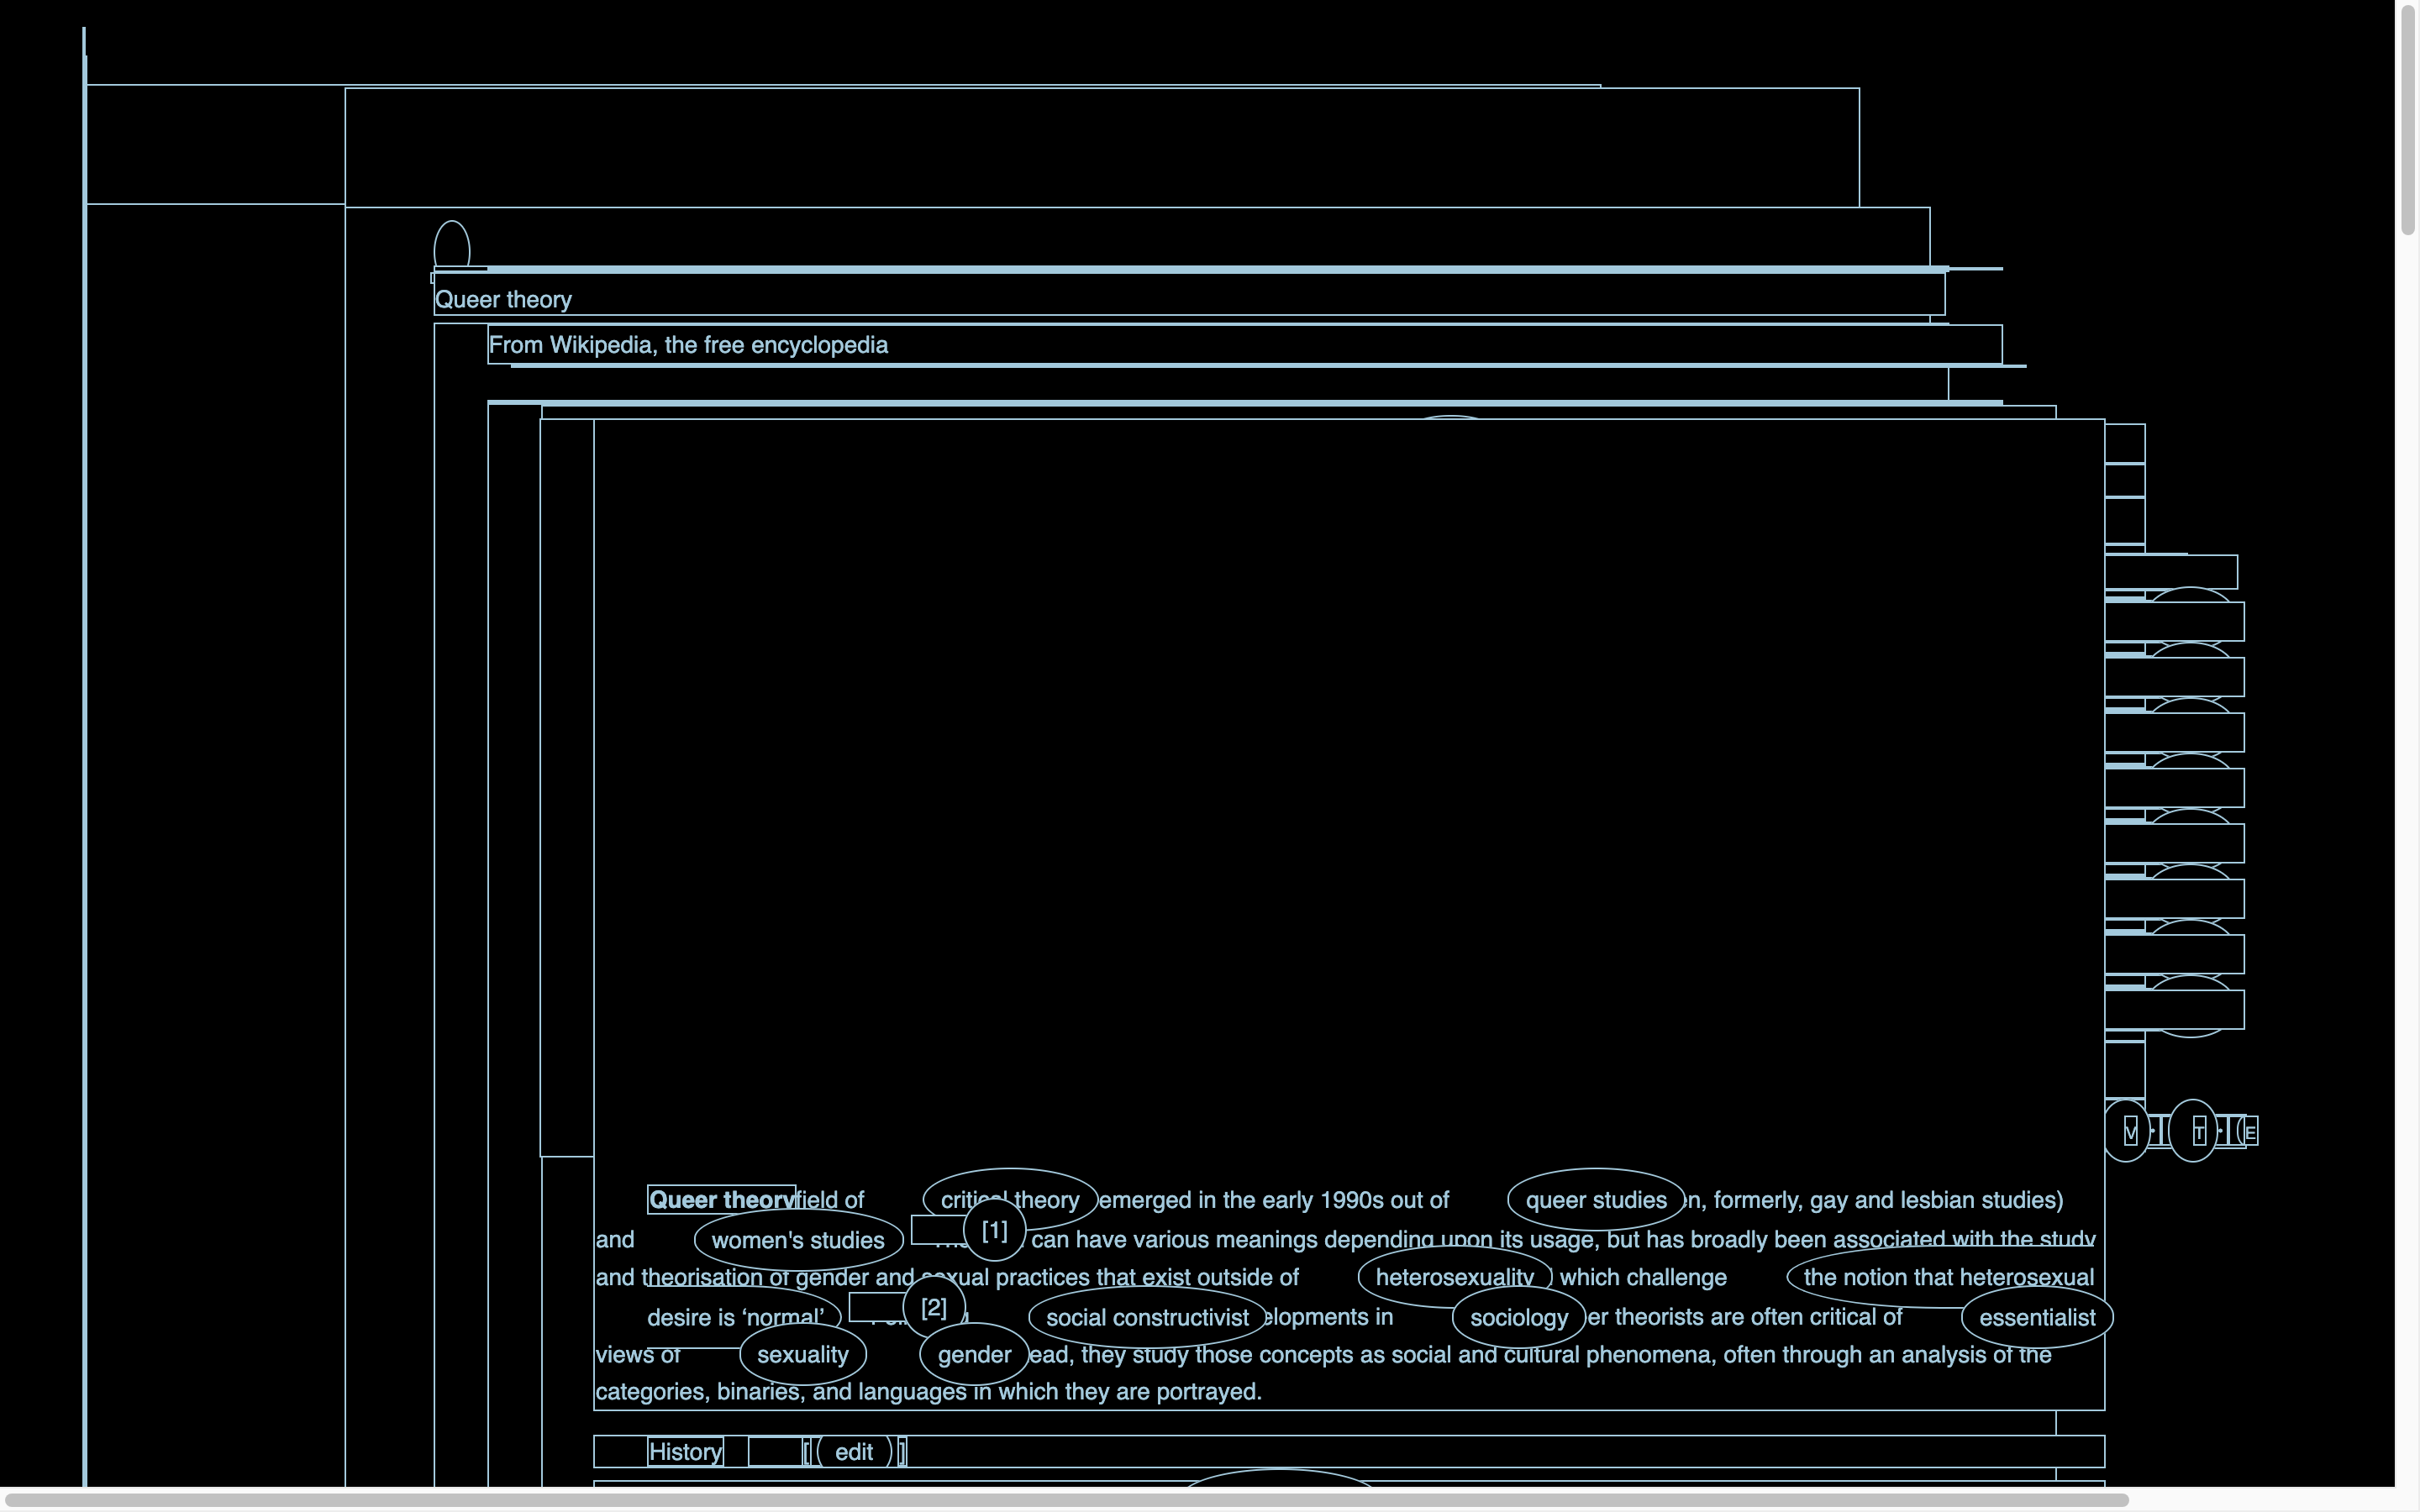 Queer theory
From Wikipedia, the free encyclopedia
V · T · E
Queer theory field of critical theory emerged in the early 1990s out of queer studies n, formerly, gay and lesbian studies)
and women's studies [1] can have various meanings depending upon its usage, but has broadly been associated with the study
and theorisation of gender and sexual practices that exist outside of heterosexuality which challenge the notion that heterosexual
desire is ‘normal’ [2] social constructivist elopments in sociology er theorists are often critical of essentialist
views of sexuality gender ead, they study those concepts as social and cultural phenomena, often through an analysis of the
categories, binaries, and languages in which they are portrayed.
History [ edit ]